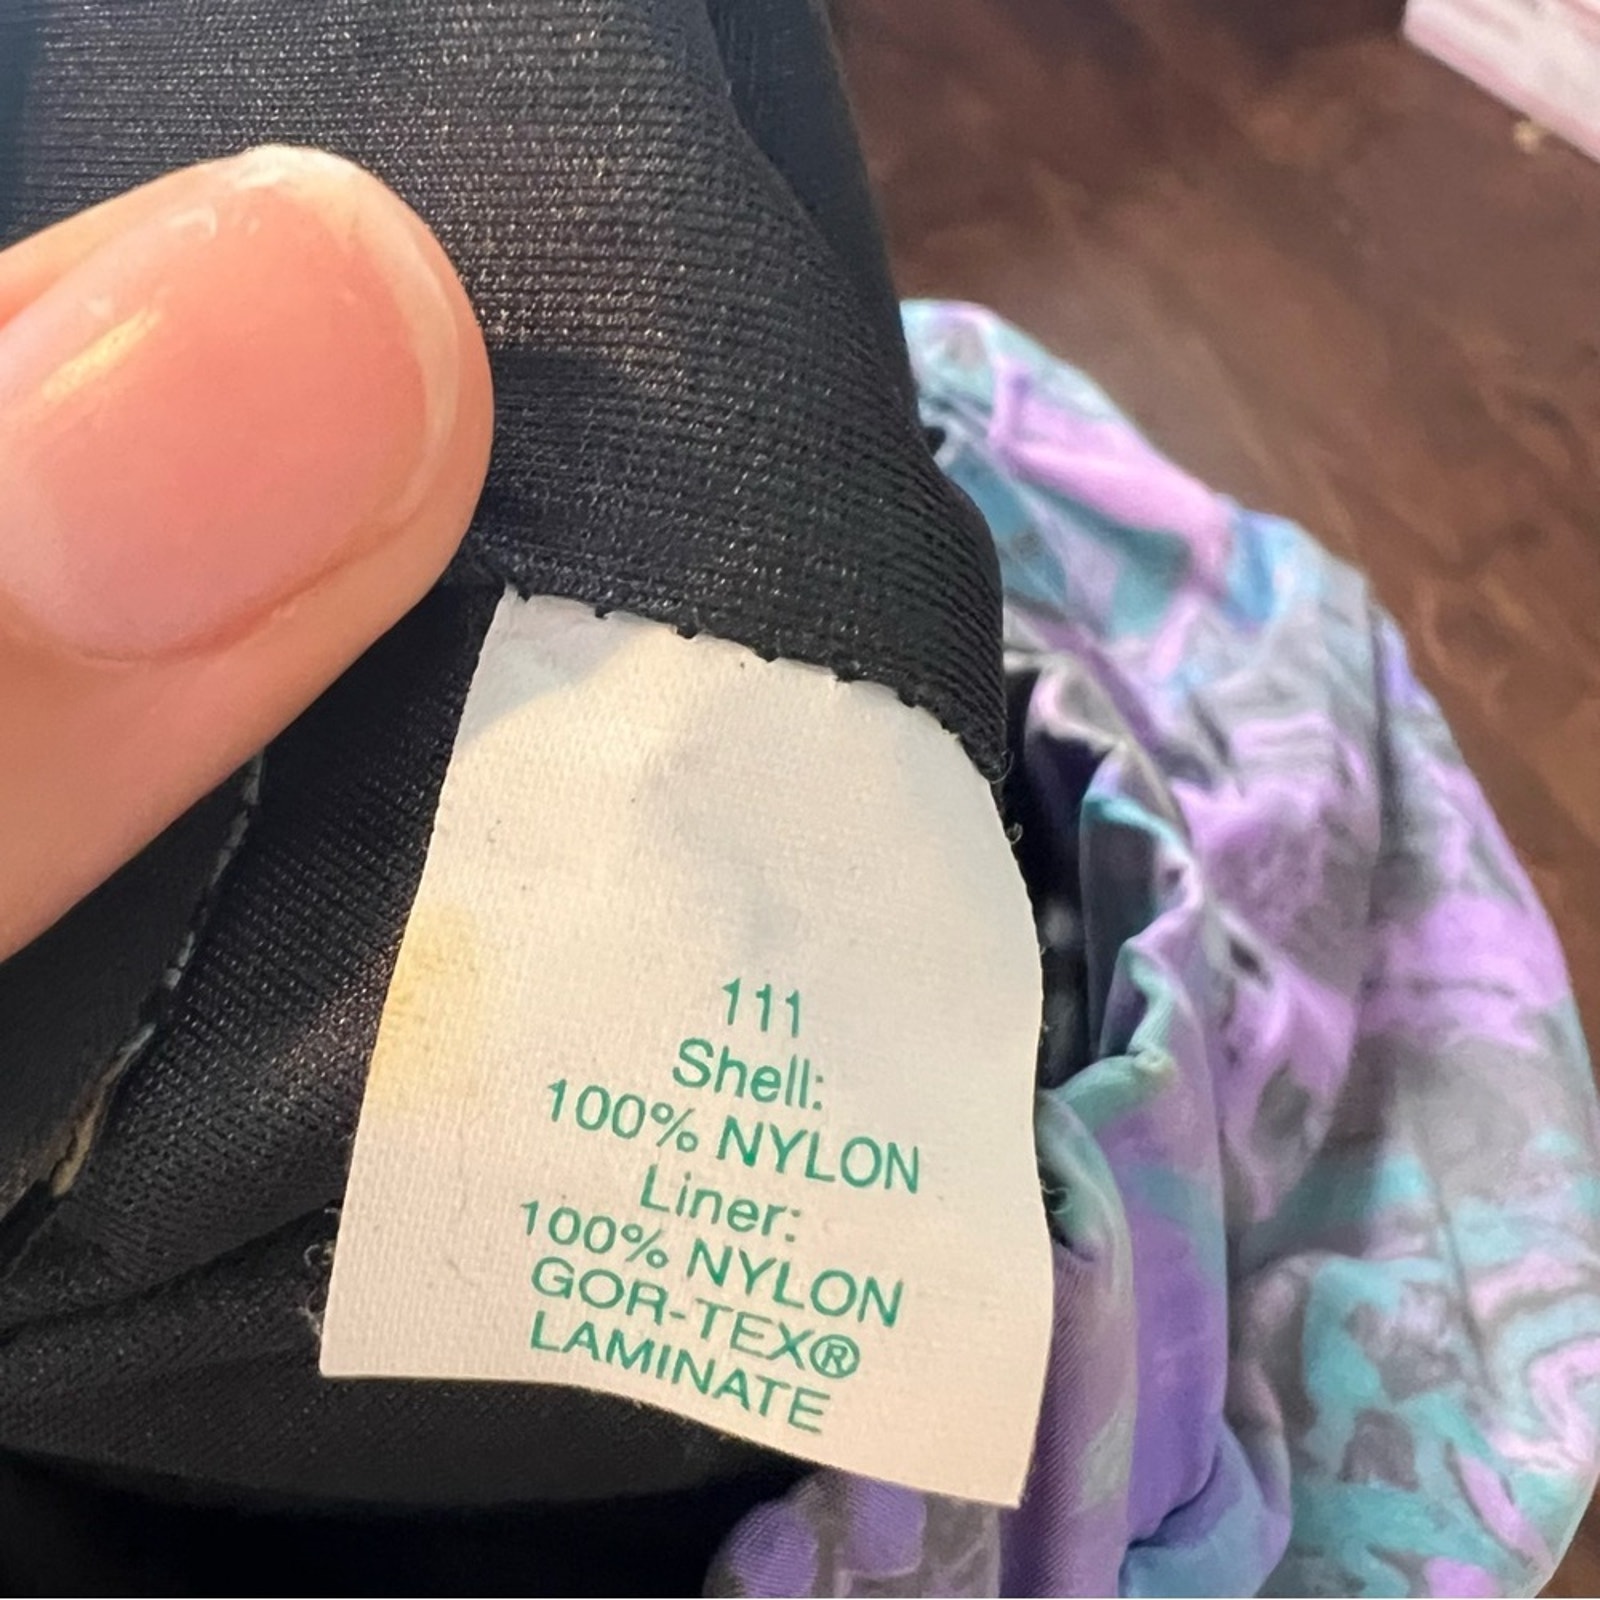 111
Shell:
100% NYLON
Liner:
100% NYLON
GOR-TEX®
LAMINATE